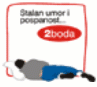 Stalan umor i
pospanost...
2boda